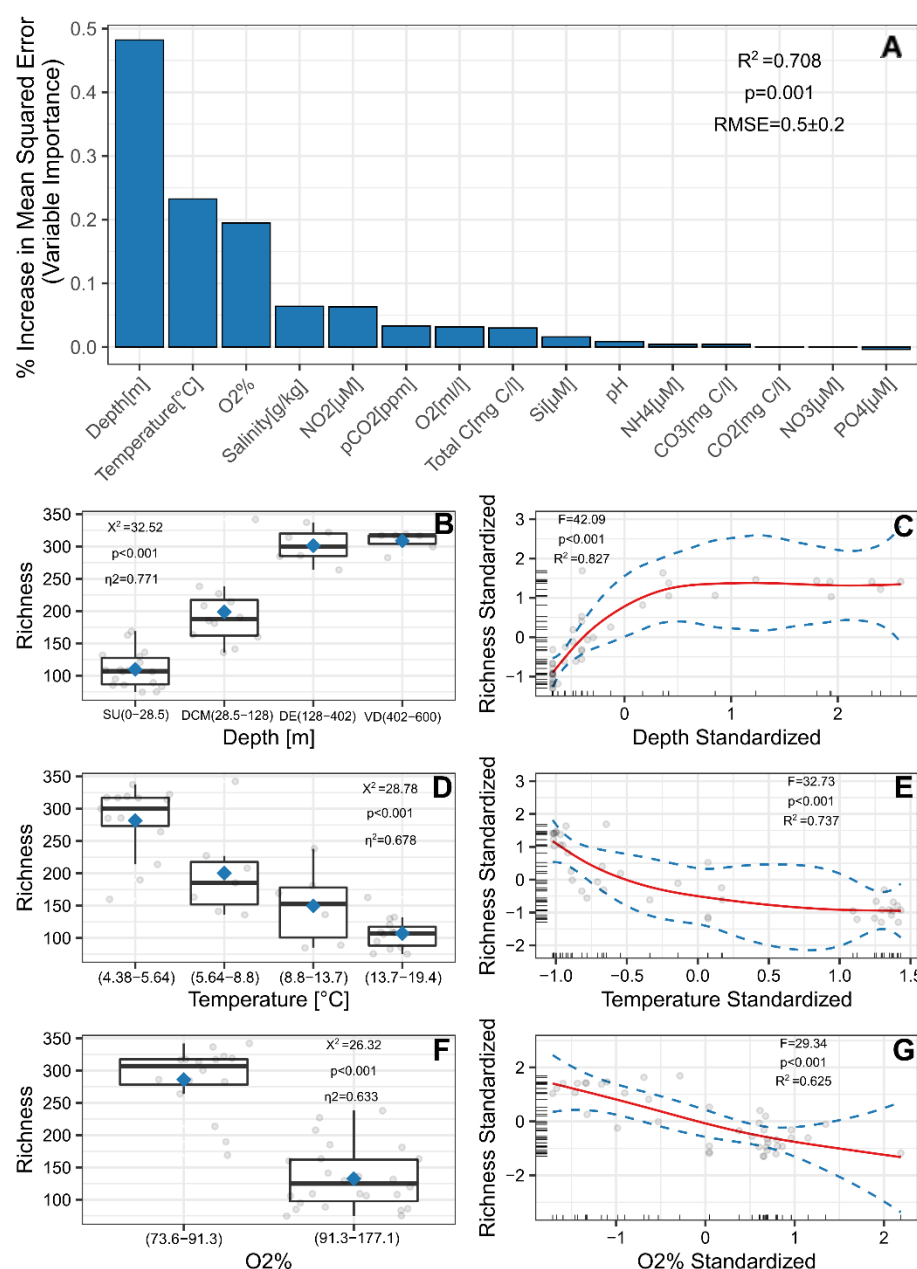 A
R²=0.708
p=0.001
RMSE=0.5±0.2
% Increase in Mean Squared Error
(Variable Importance)
0.5
0.4
0.3
0.2
0.1
0.0
Depth[m]
Temperature[°C]
O2%
Salinity[g/kg]
NO2[µM]
pCO2[ppm]
O2[ml/l]
Total C[mg C/l]
Si[µM]
pH
NH4[µM]
CO3[mg C/l]
CO2[mg C/l]
NO3[µM]
PO4[µM]
B
X²=32.52
p<0.001
η2=0.771
Richness
350
300
250
200
150
100
SU(0−28.5)
DCM(28.5−128)
DE(128−402)
VD(402−600)
Depth [m]
C
F=42.09
p<0.001
R²=0.827
Richness Standardized
3
2
1
0
−1
0
1
2
Depth Standardized
D
X²=28.78
p<0.001
η²=0.678
Richness
350
300
250
200
150
100
(4.38−5.64)
(5.64−8.8)
(8.8−13.7)
(13.7−19.4)
Temperature [°C]
E
F=32.73
p<0.001
R²=0.737
Richness Standardized
3
2
1
0
−1
−2
−1.0
−0.5
0.0
0.5
1.0
1.5
Temperature Standardized
F
X²=26.32
p<0.001
η2=0.633
Richness
350
300
250
200
150
100
(73.6−91.3)
(91.3−177.1)
O2%
G
F=29.34
p<0.001
R²=0.625
Richness Standardized
2
0
−2
−1
0
1
2
O2% Standardized